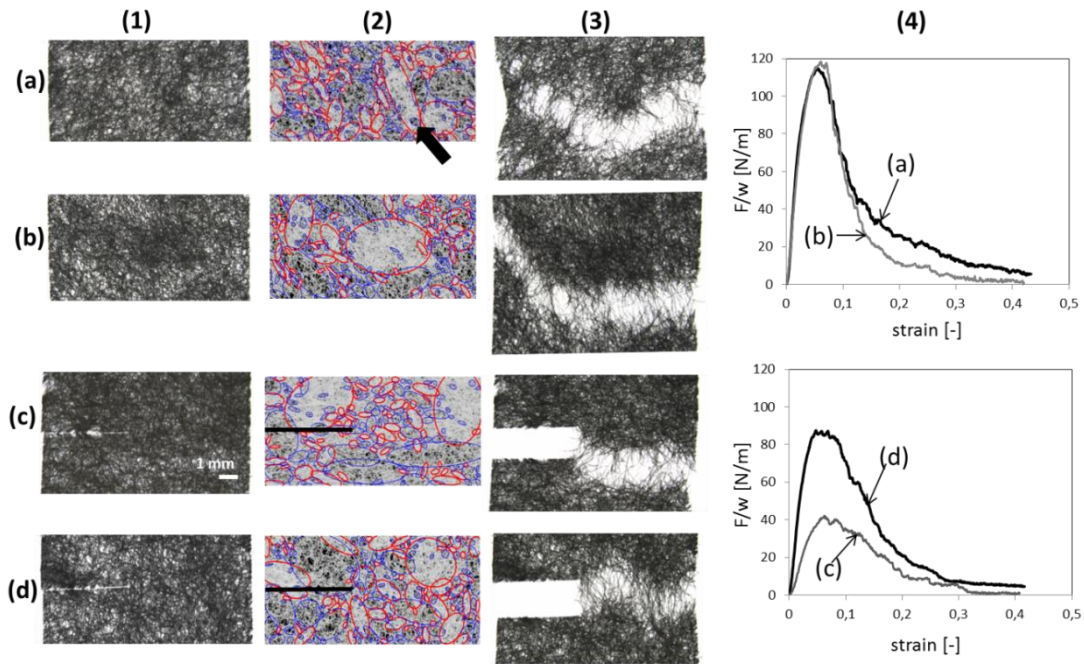 (1) (2) (3) (4)
(a)
(b)
(c)
1 mm
(d)
F/w [N/m]
120
100
80
60
40
20
0
(a)
(b)
0 0,1 0,2 0,3 0,4 0,5
strain [-]
F/w [N/m]
120
100
80
60
40
20
0
(d)
(c)
0 0,1 0,2 0,3 0,4 0,5
strain [-]